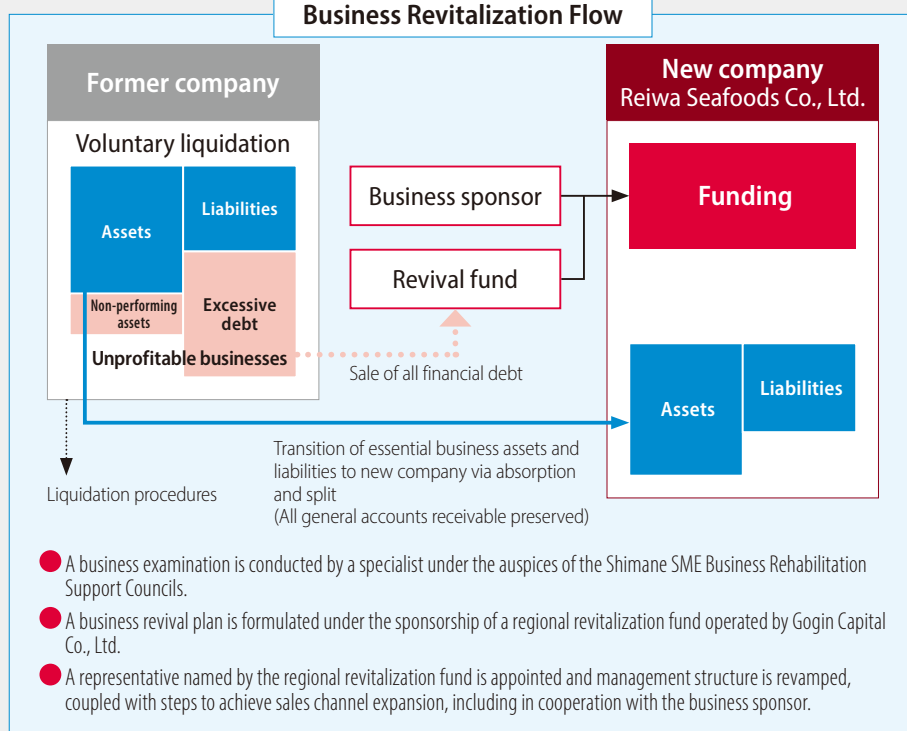 Business Revitalization Flow
Former company
Voluntary liquidation
Assets
Liabilities
Non-performing
assets
Excessive
debt
Unprofitable businesses
Liquidation procedures
Business sponsor
Revival fund
Sale of all financial debt
Transition of essential business assets and
liabilities to new company via absorption
and split
(All general accounts receivable preserved)
New company
Reiwa Seafoods Co., Ltd.
Funding
Assets
Liabilities
A business examination is conducted by a specialist under the auspices of the Shimane SME Business Rehabilitation
Support Councils.
A business revival plan is formulated under the sponsorship of a regional revitalization fund operated by Gogin Capital
Co., Ltd.
A representative named by the regional revitalization fund is appointed and management structure is revamped,
coupled with steps to achieve sales channel expansion, including in cooperation with the business sponsor.